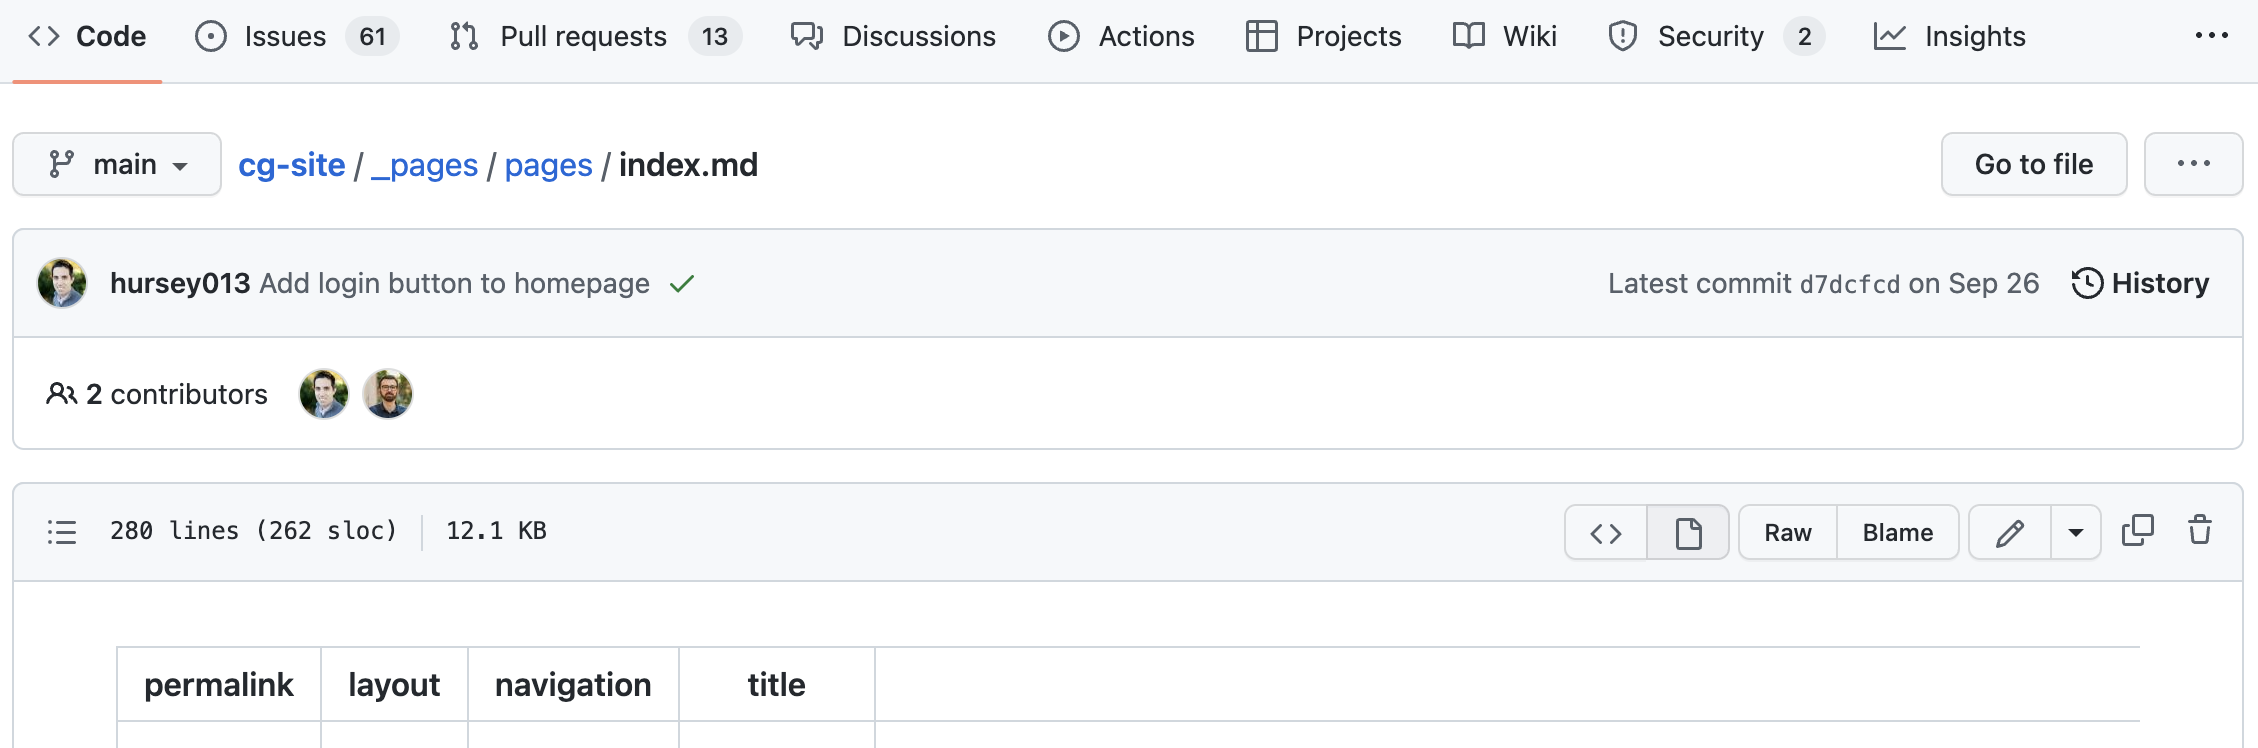 Code Issues 61 Pull requests 13 Discussions Actions Projects Wiki Security 2 Insights
main cg-site / _pages / pages / index.md Go to file
hursey013 Add login button to homepage Latest commit d7dcfcd on Sep 26 History
2 contributors
280 lines (262 sloc) 12.1 KB Raw Blame
permalink layout navigation title